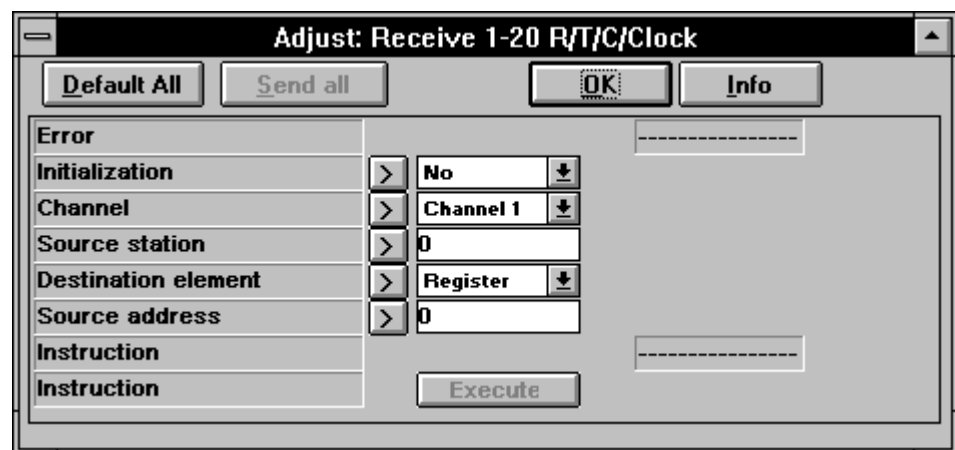 Adjust: Receive 1-20 R/T/C/Clock
Default All Send all OK Info
Error ----------------
Initialization > No
Channel > Channel 1
Source station > 0
Destination element > Register
Source address > 0
Instruction ----------------
Instruction Execute